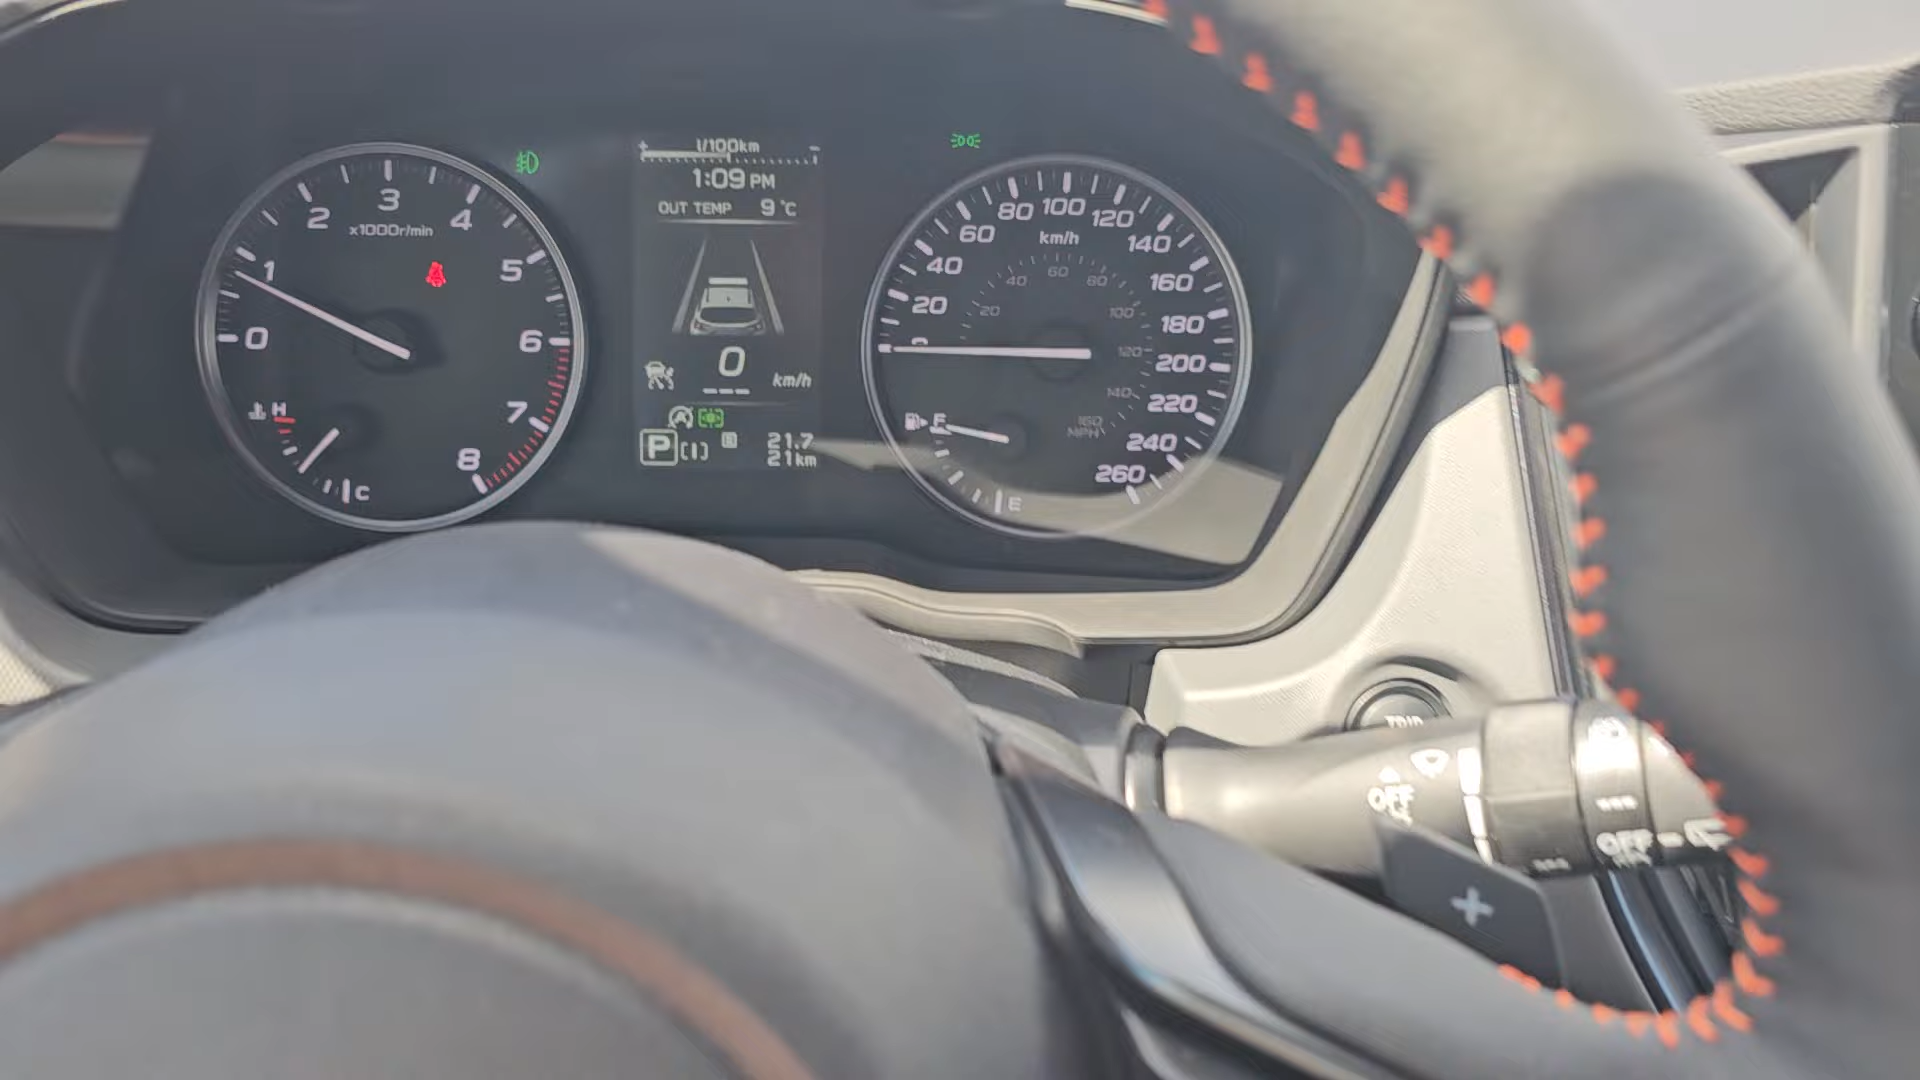 l/100km
+ -
1:09 PM
OUT TEMP 9 °C
0
km/h
P [I]
21.7
21 km
0 1 2 3 4 5 6 7 8
x1000r/min
H
C
0 20 40 60 80 100 120 140 160 180 200 220 240 260
km/h
20 40 60 80 100 120 140 160
MPH
F
E
TRIP
OFF
OFF
+